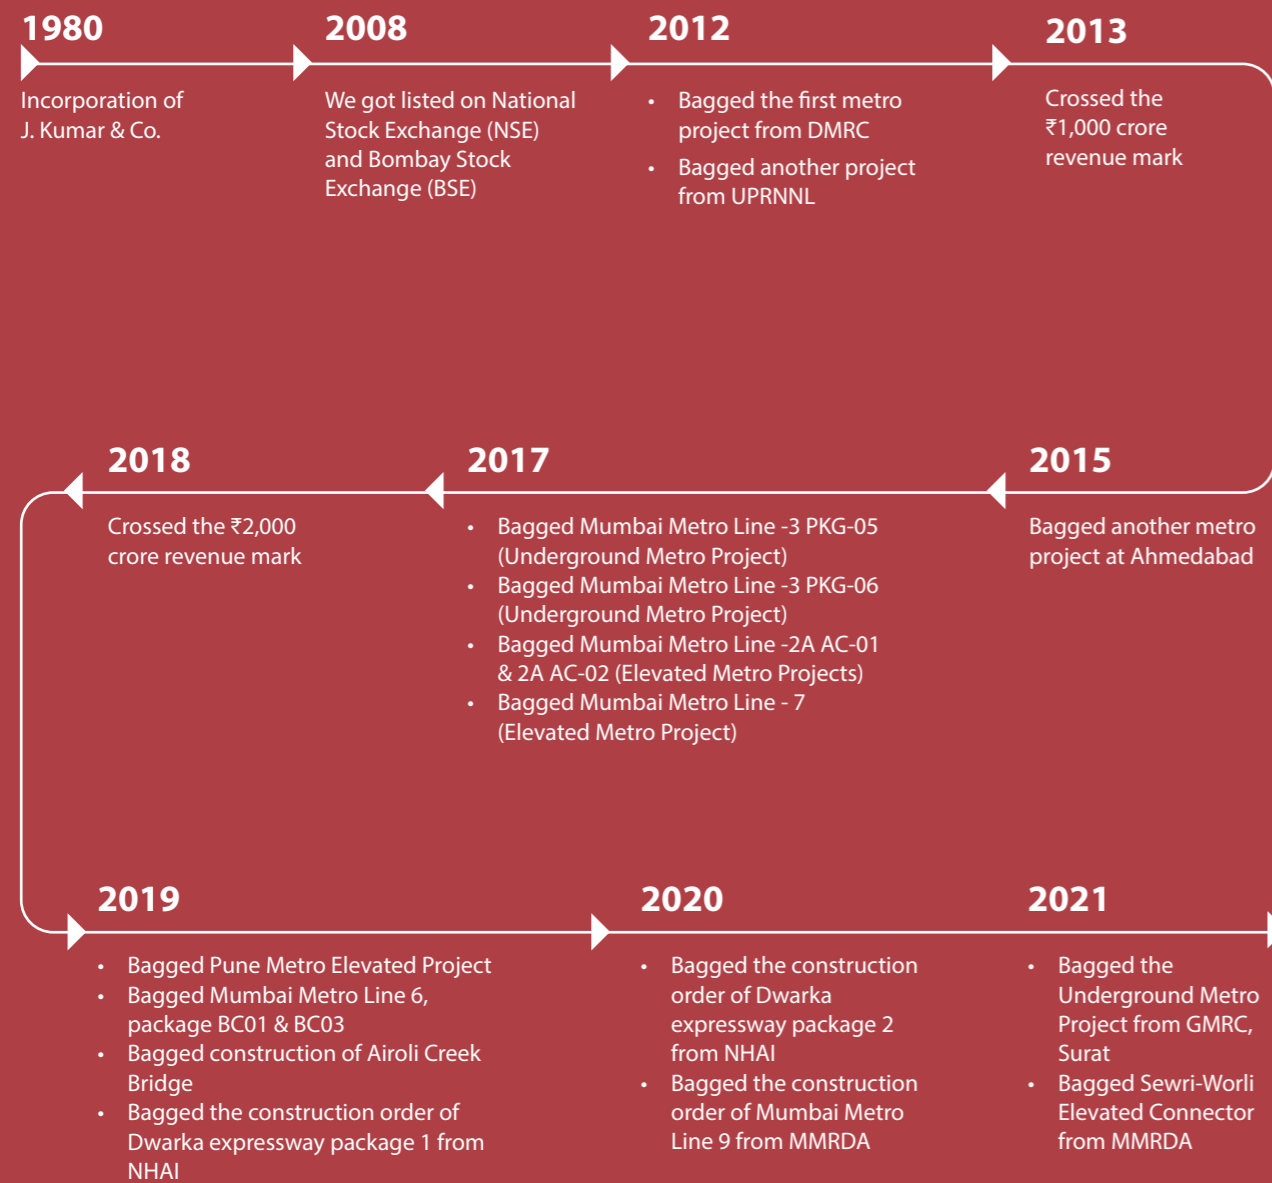 1980
Incorporation of
J. Kumar & Co.
2008
We got listed on National
Stock Exchange (NSE)
and Bombay Stock
Exchange (BSE)
2012
• Bagged the first metro
project from DMRC
• Bagged another project
from UPRNNL
2013
Crossed the
₹1,000 crore
revenue mark
2015
Bagged another metro
project at Ahmedabad
2017
• Bagged Mumbai Metro Line -3 PKG-05
(Underground Metro Project)
• Bagged Mumbai Metro Line -3 PKG-06
(Underground Metro Project)
• Bagged Mumbai Metro Line -2A AC-01
& 2A AC-02 (Elevated Metro Projects)
• Bagged Mumbai Metro Line - 7
(Elevated Metro Project)
2018
Crossed the ₹2,000
crore revenue mark
2019
• Bagged Pune Metro Elevated Project
• Bagged Mumbai Metro Line 6,
package BC01 & BC03
• Bagged construction of Airoli Creek
Bridge
• Bagged the construction order of
Dwarka expressway package 1 from
NHAI
2020
• Bagged the construction
order of Dwarka
expressway package 2
from NHAI
• Bagged the construction
order of Mumbai Metro
Line 9 from MMRDA
2021
• Bagged the
Underground Metro
Project from GMRC,
Surat
• Bagged Sewri-Worli
Elevated Connector
from MMRDA